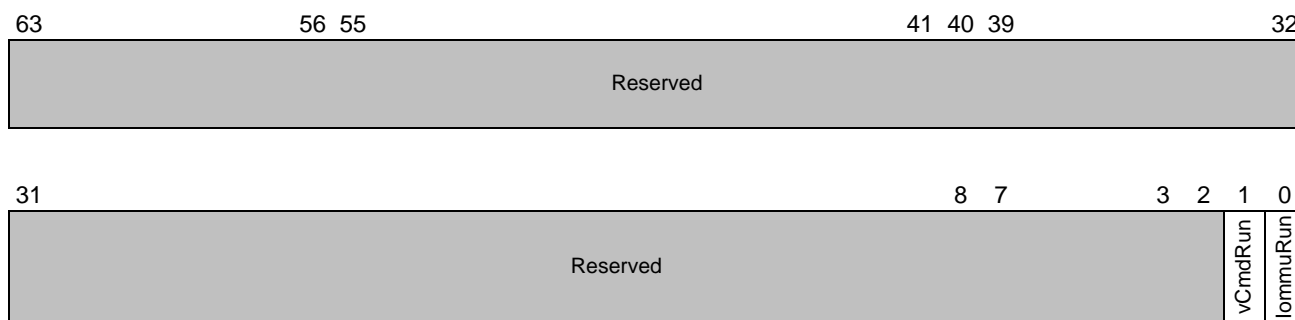 63 56 55 41 40 39 32
Reserved
31 8 7 3 2 1 0
Reserved
vCmdRun
IommuRun